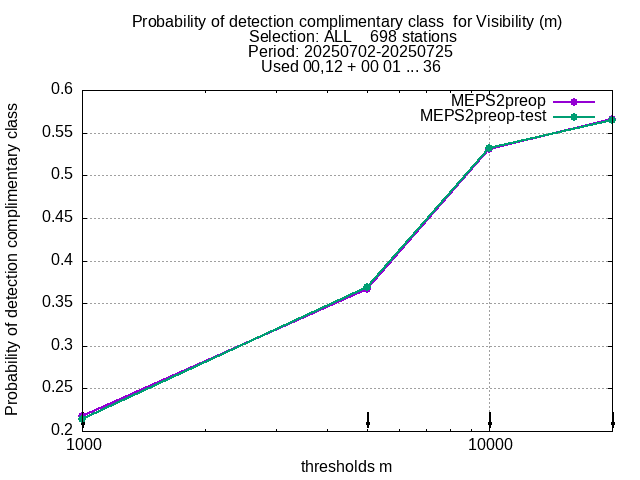 Probability of detection complimentary class  for Visibility (m)
Selection: ALL    698 stations
Period: 20250702-20250725
Used 00,12 + 00 01 ... 36
MEPS2preop
MEPS2preop-test
Probability of detection complimentary class
0.6
0.55
0.5
0.45
0.4
0.35
0.3
0.25
0.2
1000
10000
thresholds m